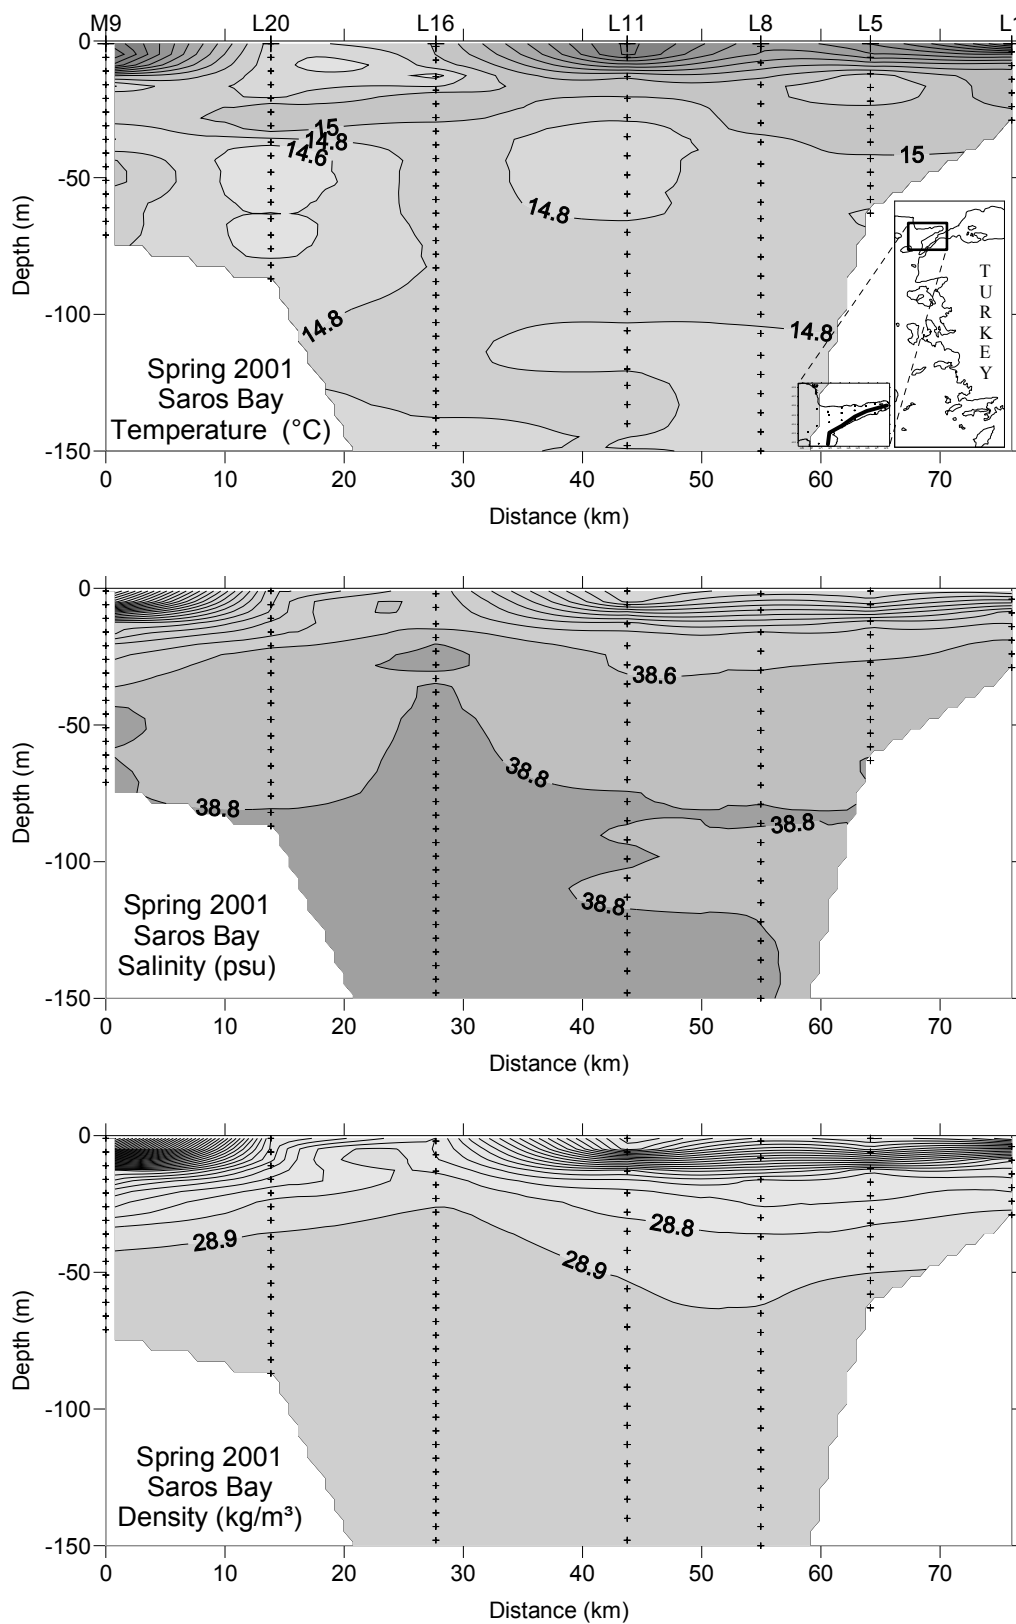 M9 L20 L16 L11 L8 L5 L1
0
15
14.8
14.6
15
-50
14.8
Depth (m)
-100
14.8
14.8
TURKEY
Spring 2001
Saros Bay
Temperature (°C)
-150
0 10 20 30 40 50 60 70
Distance (km)
0
38.6
-50
38.8
38.8
38.8
Depth (m)
-100
38.8
Spring 2001
Saros Bay
Salinity (psu)
-150
0 10 20 30 40 50 60 70
Distance (km)
0
28.8
28.9
28.9
-50
Depth (m)
-100
Spring 2001
Saros Bay
Density (kg/m³)
-150
0 10 20 30 40 50 60 70
Distance (km)